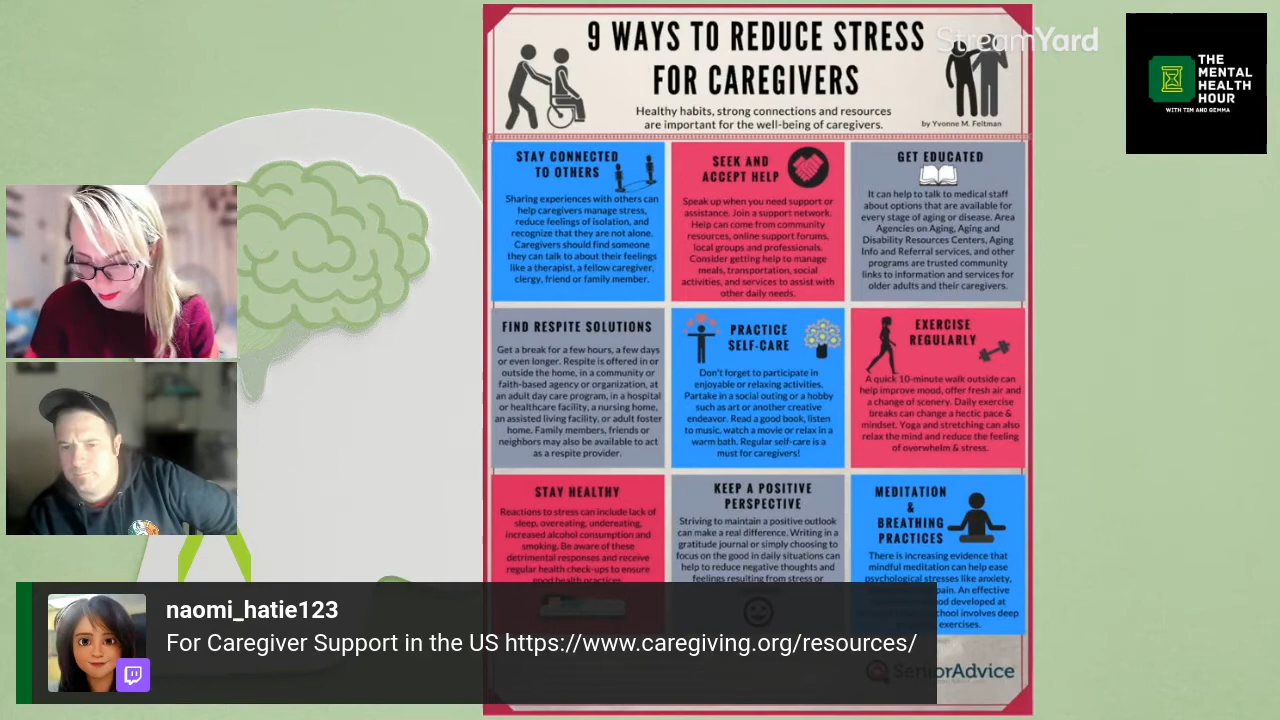 9 WAYS TO REDUCE STRESS
FOR CAREGIVERS
Healthy habits, strong connections and resources
are important for the well-being of caregivers.
by Yvonne M. Feltman
StreamYard
THE
MENTAL
HEALTH
HOUR
WITH TIM AND GEMMA
STAY CONNECTED
TO OTHERS
Sharing experiences with others can
help caregivers manage stress,
reduce feelings of isolation, and
recognize that they are not alone.
Caregivers should find someone
they can talk to about their feelings
like a therapist, a fellow caregiver,
clergy, friend or family member.
SEEK AND
ACCEPT HELP
Speak up when you need support or
assistance. Join a support network.
Help can come from community
resources, online support forums,
local groups and professionals.
Consider getting help to manage
meals, transportation, social
activities, and services to assist with
other daily needs.
GET EDUCATED
It can help to talk to medical staff
about options that are available for
every stage of aging or disease. Area
Agencies on Aging, Aging and
Disability Resources Centers, Aging
Info and Referral services, and other
programs are trusted community
links to information and services for
older adults and their caregivers.
FIND RESPITE SOLUTIONS
Get a break for a few hours, a few days
or even longer. Respite is offered in or
outside the home, in a community or
faith-based agency or organization, at
an adult day care program, in a hospital
or healthcare facility, a nursing home,
an assisted living facility, or adult foster
home. Family members, friends or
neighbors may also be available to act
as a respite provider.
PRACTICE
SELF-CARE
Don't forget to participate in
enjoyable or relaxing activities.
Partake in a social outing or a hobby
such as art or another creative
endeavor. Read a good book, listen
to music, watch a movie or relax in a
warm bath. Regular self-care is a
must for caregivers!
EXERCISE
REGULARLY
A quick 10-minute walk outside can
help improve mood, offer fresh air and
a change of scenery. Daily exercise
breaks can change a hectic pace &
mindset. Yoga and stretching can also
relax the mind and reduce the feeling
of overwhelm & stress.
STAY HEALTHY
Reactions to stress can include lack of
sleep, overeating, undereating,
increased alcohol consumption and
smoking. Be aware of these
detrimental responses and receive
regular health check-ups to ensure
good health practices.
KEEP A POSITIVE
PERSPECTIVE
Striving to maintain a positive outlook
can make a real difference. Writing in a
gratitude journal or simply choosing to
focus on the good in daily situations can
help to reduce negative thoughts and
feelings resulting from stress or
MEDITATION
&
BREATHING
PRACTICES
There is increasing evidence that
mindful meditation can help ease
psychological stresses like anxiety,
pain. An effective
developed at
school involves deep
exercises.
SeniorAdvice
naomi_hatie123
For Caregiver Support in the US https://www.caregiving.org/resources/